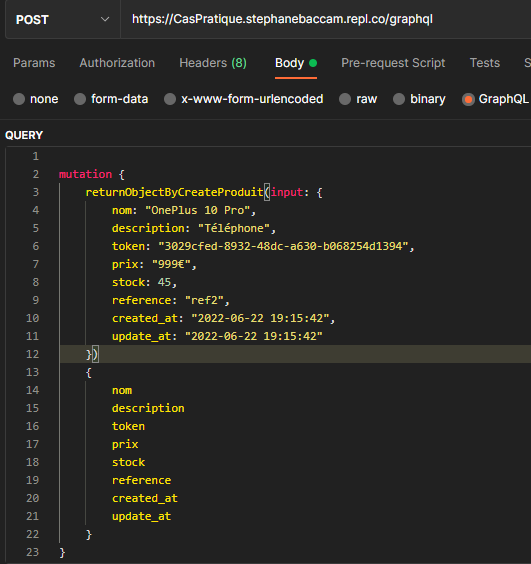 POST https://CasPratique.stephanebaccam.repl.co/graphql
Params Authorization Headers (8) Body Pre-request Script Tests S
none form-data x-www-form-urlencoded raw binary GraphQL
QUERY
1
2 mutation {
3 returnObjectByCreateProduit(input: {
4 nom: "OnePlus 10 Pro",
5 description: "Téléphone",
6 token: "3029cfed-8932-48dc-a630-b068254d1394",
7 prix: "999€",
8 stock: 45,
9 reference: "ref2",
10 created_at: "2022-06-22 19:15:42",
11 update_at: "2022-06-22 19:15:42"
12 })
13 {
14 nom
15 description
16 token
17 prix
18 stock
19 reference
20 created_at
21 update_at
22 }
23 }